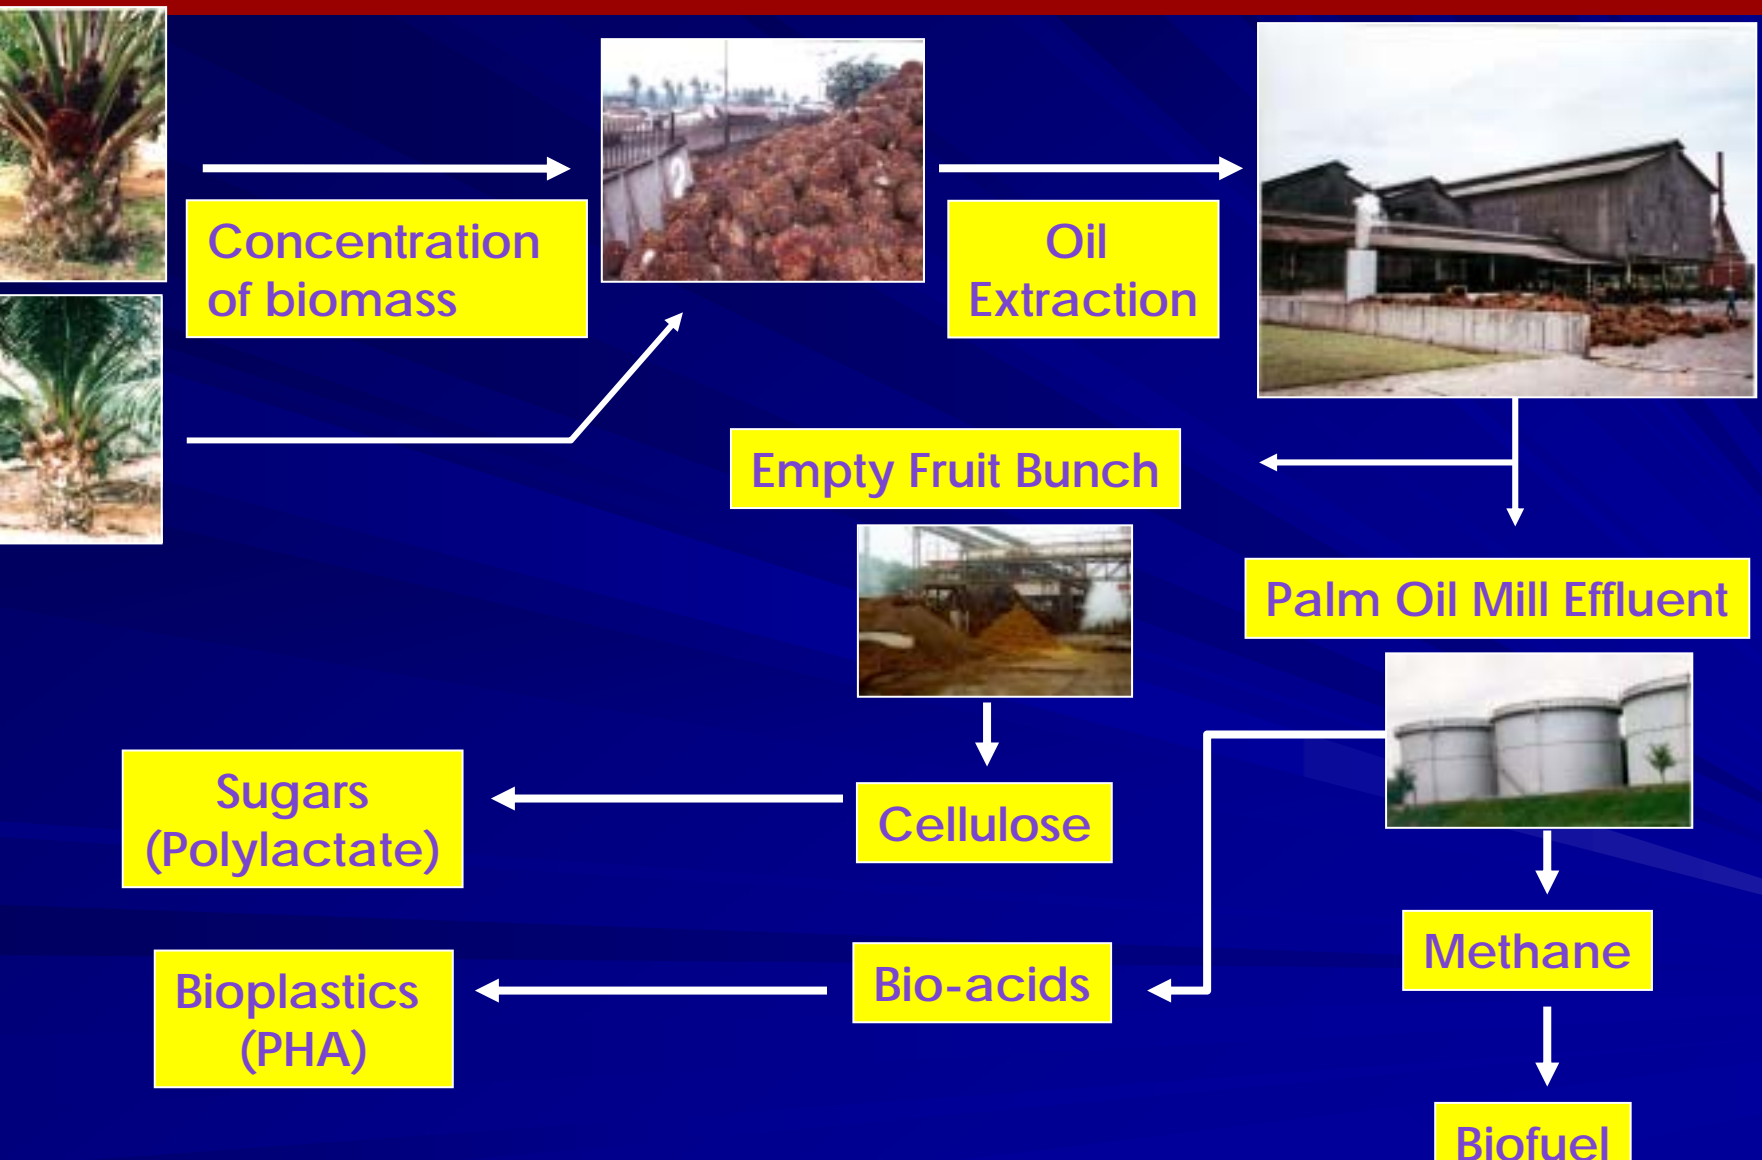 Concentration
of biomass
Oil
Extraction
Empty Fruit Bunch
Palm Oil Mill Effluent
Sugars
(Polylactate)
Cellulose
Methane
Bioplastics
(PHA)
Bio-acids
Biofuel